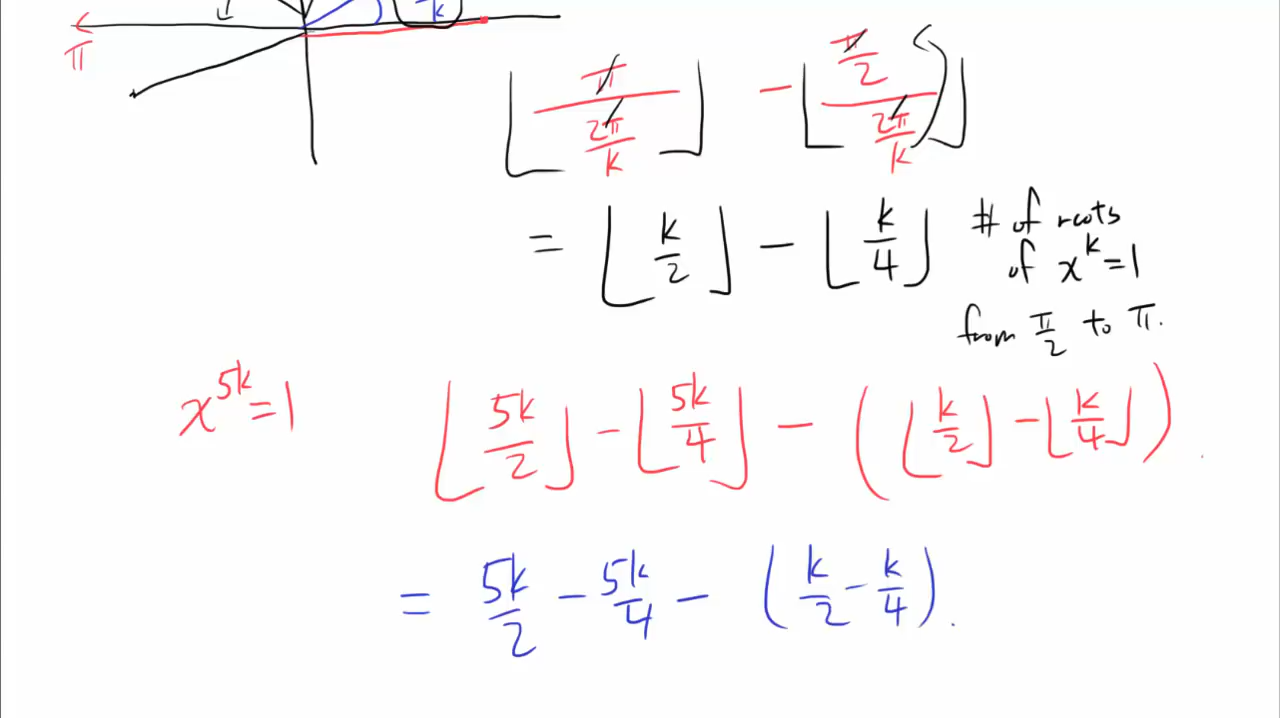 k
π
⌊π/(2π/k)⌋ − ⌊(π/2)/(2π/k)⌋
= ⌊k/2⌋ − ⌊k/4⌋
# of roots
of x^k = 1
from π/2 to π.
x^5k = 1 ⌊5k/2⌋ − ⌊5k/4⌋ − (⌊k/2⌋ − ⌊k/4⌋)
= 5k/2 − 5k/4 − (k/2 − k/4).